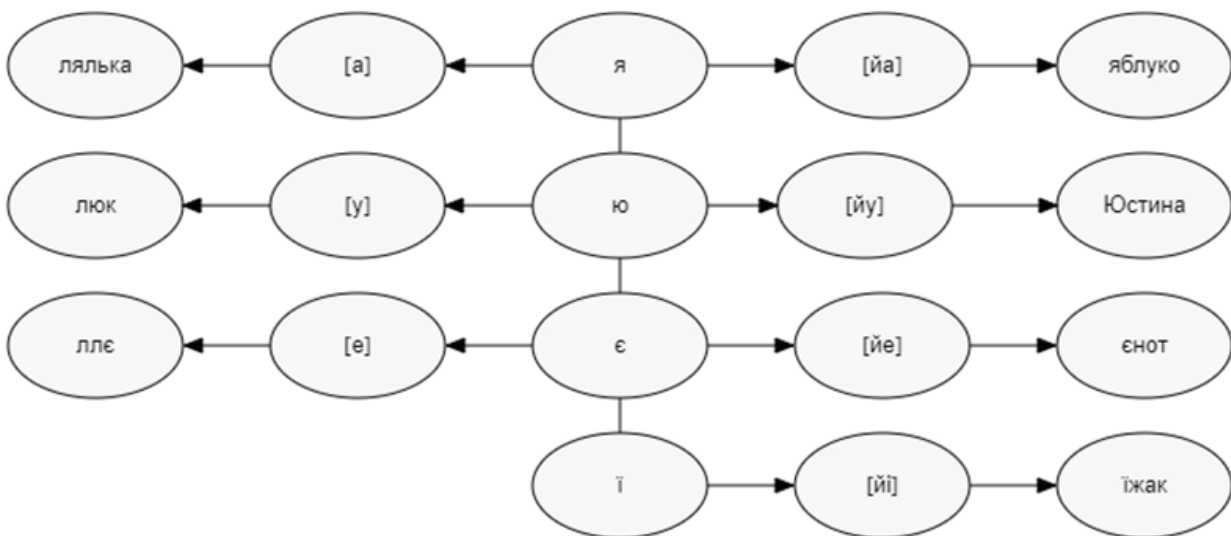 лялька [а] я [йа] яблуко
люк [у] ю [йу] Юстина
ллє [е] є [йе] єнот
ї [йі] їжак